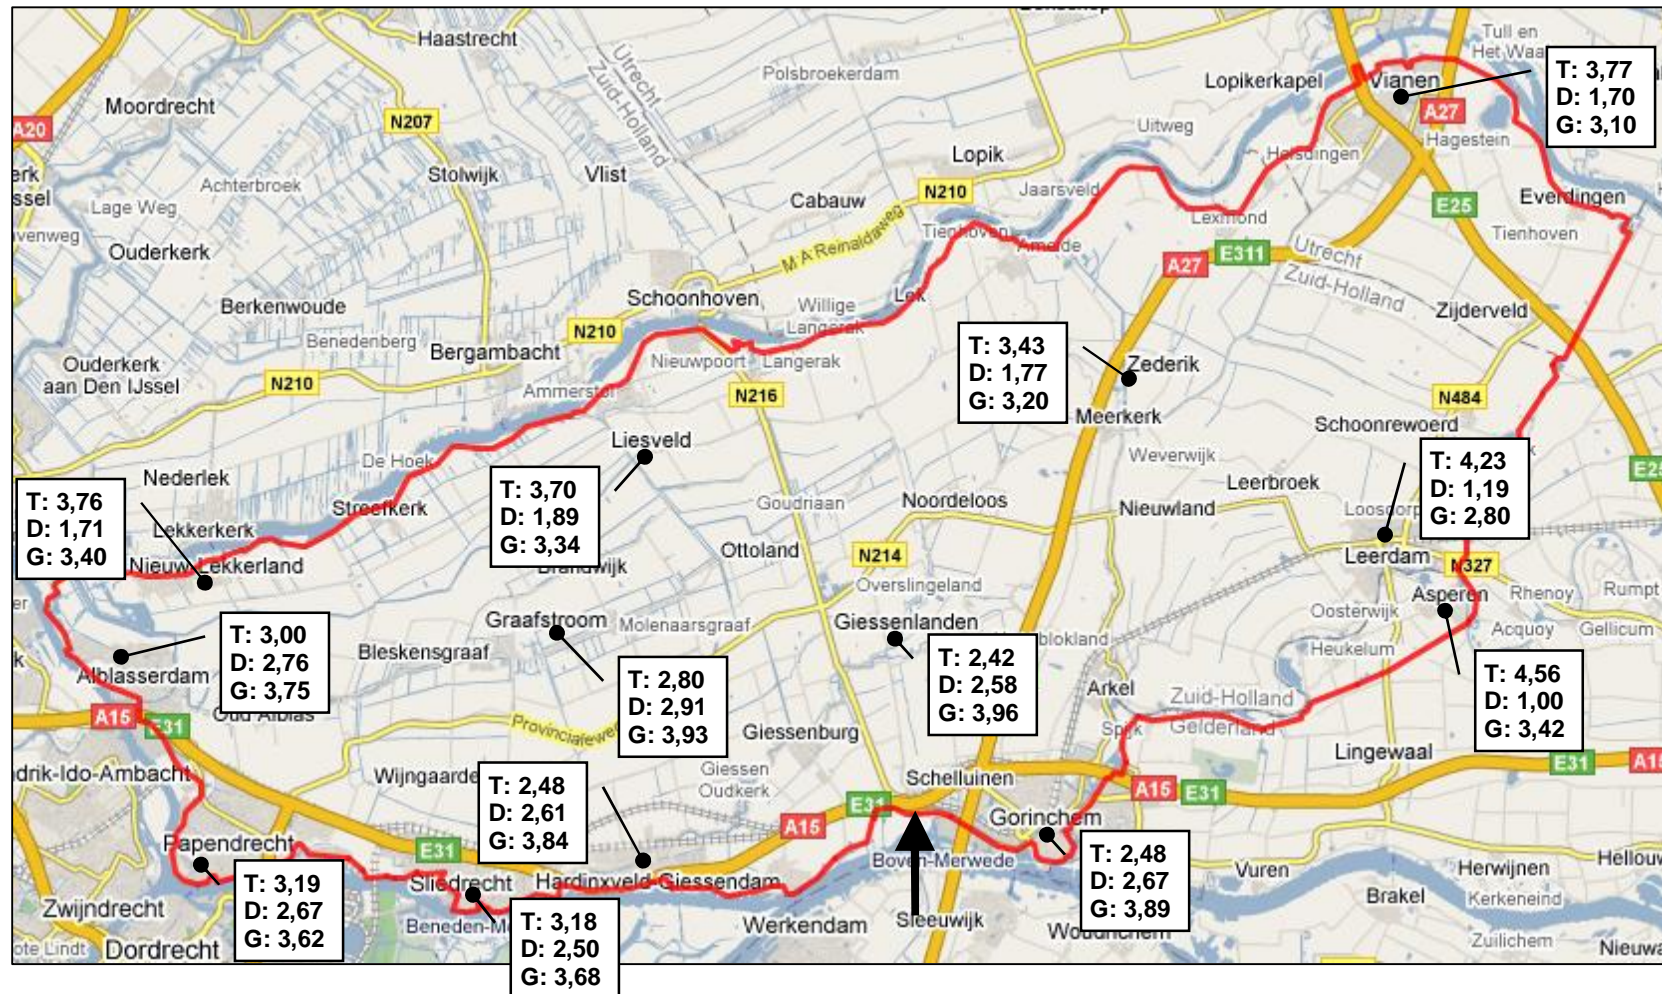 Haastrecht
Polsbroekerdam
Tull en
Het Waa
Lopikerkapel
Vianen
T: 3,77
D: 1,70
G: 3,10
Moordrecht
A20
N207
Utrecht
Zuid-Holland
A27
Hagestein
Uitweg
Achterbroek
Stolwijk
Vlist
Lopik
Helsdingen
Jaarsveld
N210
Cabauw
Everdingen
E25
Lage Weg
Ouderkerk
M A Reinaldaweg
Tienhoven
Ameide
Lexmond
Tienhoven
E311
Utrecht
Zuid-Holland
A27
Berkenwoude
Schoonhoven
Willige
Langerak
Lek
Zijderveld
Benedenberg
N210
Bergambacht
Nieuwpoort
Langerak
T: 3,43
D: 1,77
G: 3,20
Zederik
Ouderkerk
aan Den IJssel
N210
N216
N484
Meerkerk
Schoonrewoerd
Liesveld
De Hoek
Weverwijk
T: 4,23
D: 1,19
G: 2,80
E25
Nederlek
T: 3,76
D: 1,71
G: 3,40
T: 3,70
D: 1,89
G: 3,34
Goudriaan
Noordeloos
Nieuwland
Leerbroek
Streefkerk
Lekkerkerk
Ottoland
N214
Leerdam
Nieuw-Lekkerland
Overslingeland
N327
Rhenoy
Rumpt
Asperen
Graafstroom
Molenaarsgraaf
Giessenlanden
Oosterwijk
Acquoy
Gellicum
Heukelum
T: 3,00
D: 2,76
G: 3,75
Bleskensgraaf
Alblasserdam
T: 2,80
D: 2,91
G: 3,93
T: 2,42
D: 2,58
G: 3,96
T: 4,56
D: 1,00
G: 3,42
Arkel
Zuid-Holland
Gelderland
A15
E31
Oud Alblas
Giessenburg
Spijk
Lingewaal
Giessen
Oudkerk
Schelluinen
E31
A15
T: 2,48
D: 2,61
G: 3,84
E31
A15
E31
Gorinchem
A15
Papendrecht
E31
Boven-Merwede
T: 2,48
D: 2,67
G: 3,89
Vuren
Herwijnen
Sliedrecht
Hardinxveld-Giessendam
T: 3,19
D: 2,67
G: 3,62
Brakel
Kerkeneind
Zwijndrecht
T: 3,18
D: 2,50
G: 3,68
Werkendam
Sleeuwijk
Dordrecht
Zuilichem